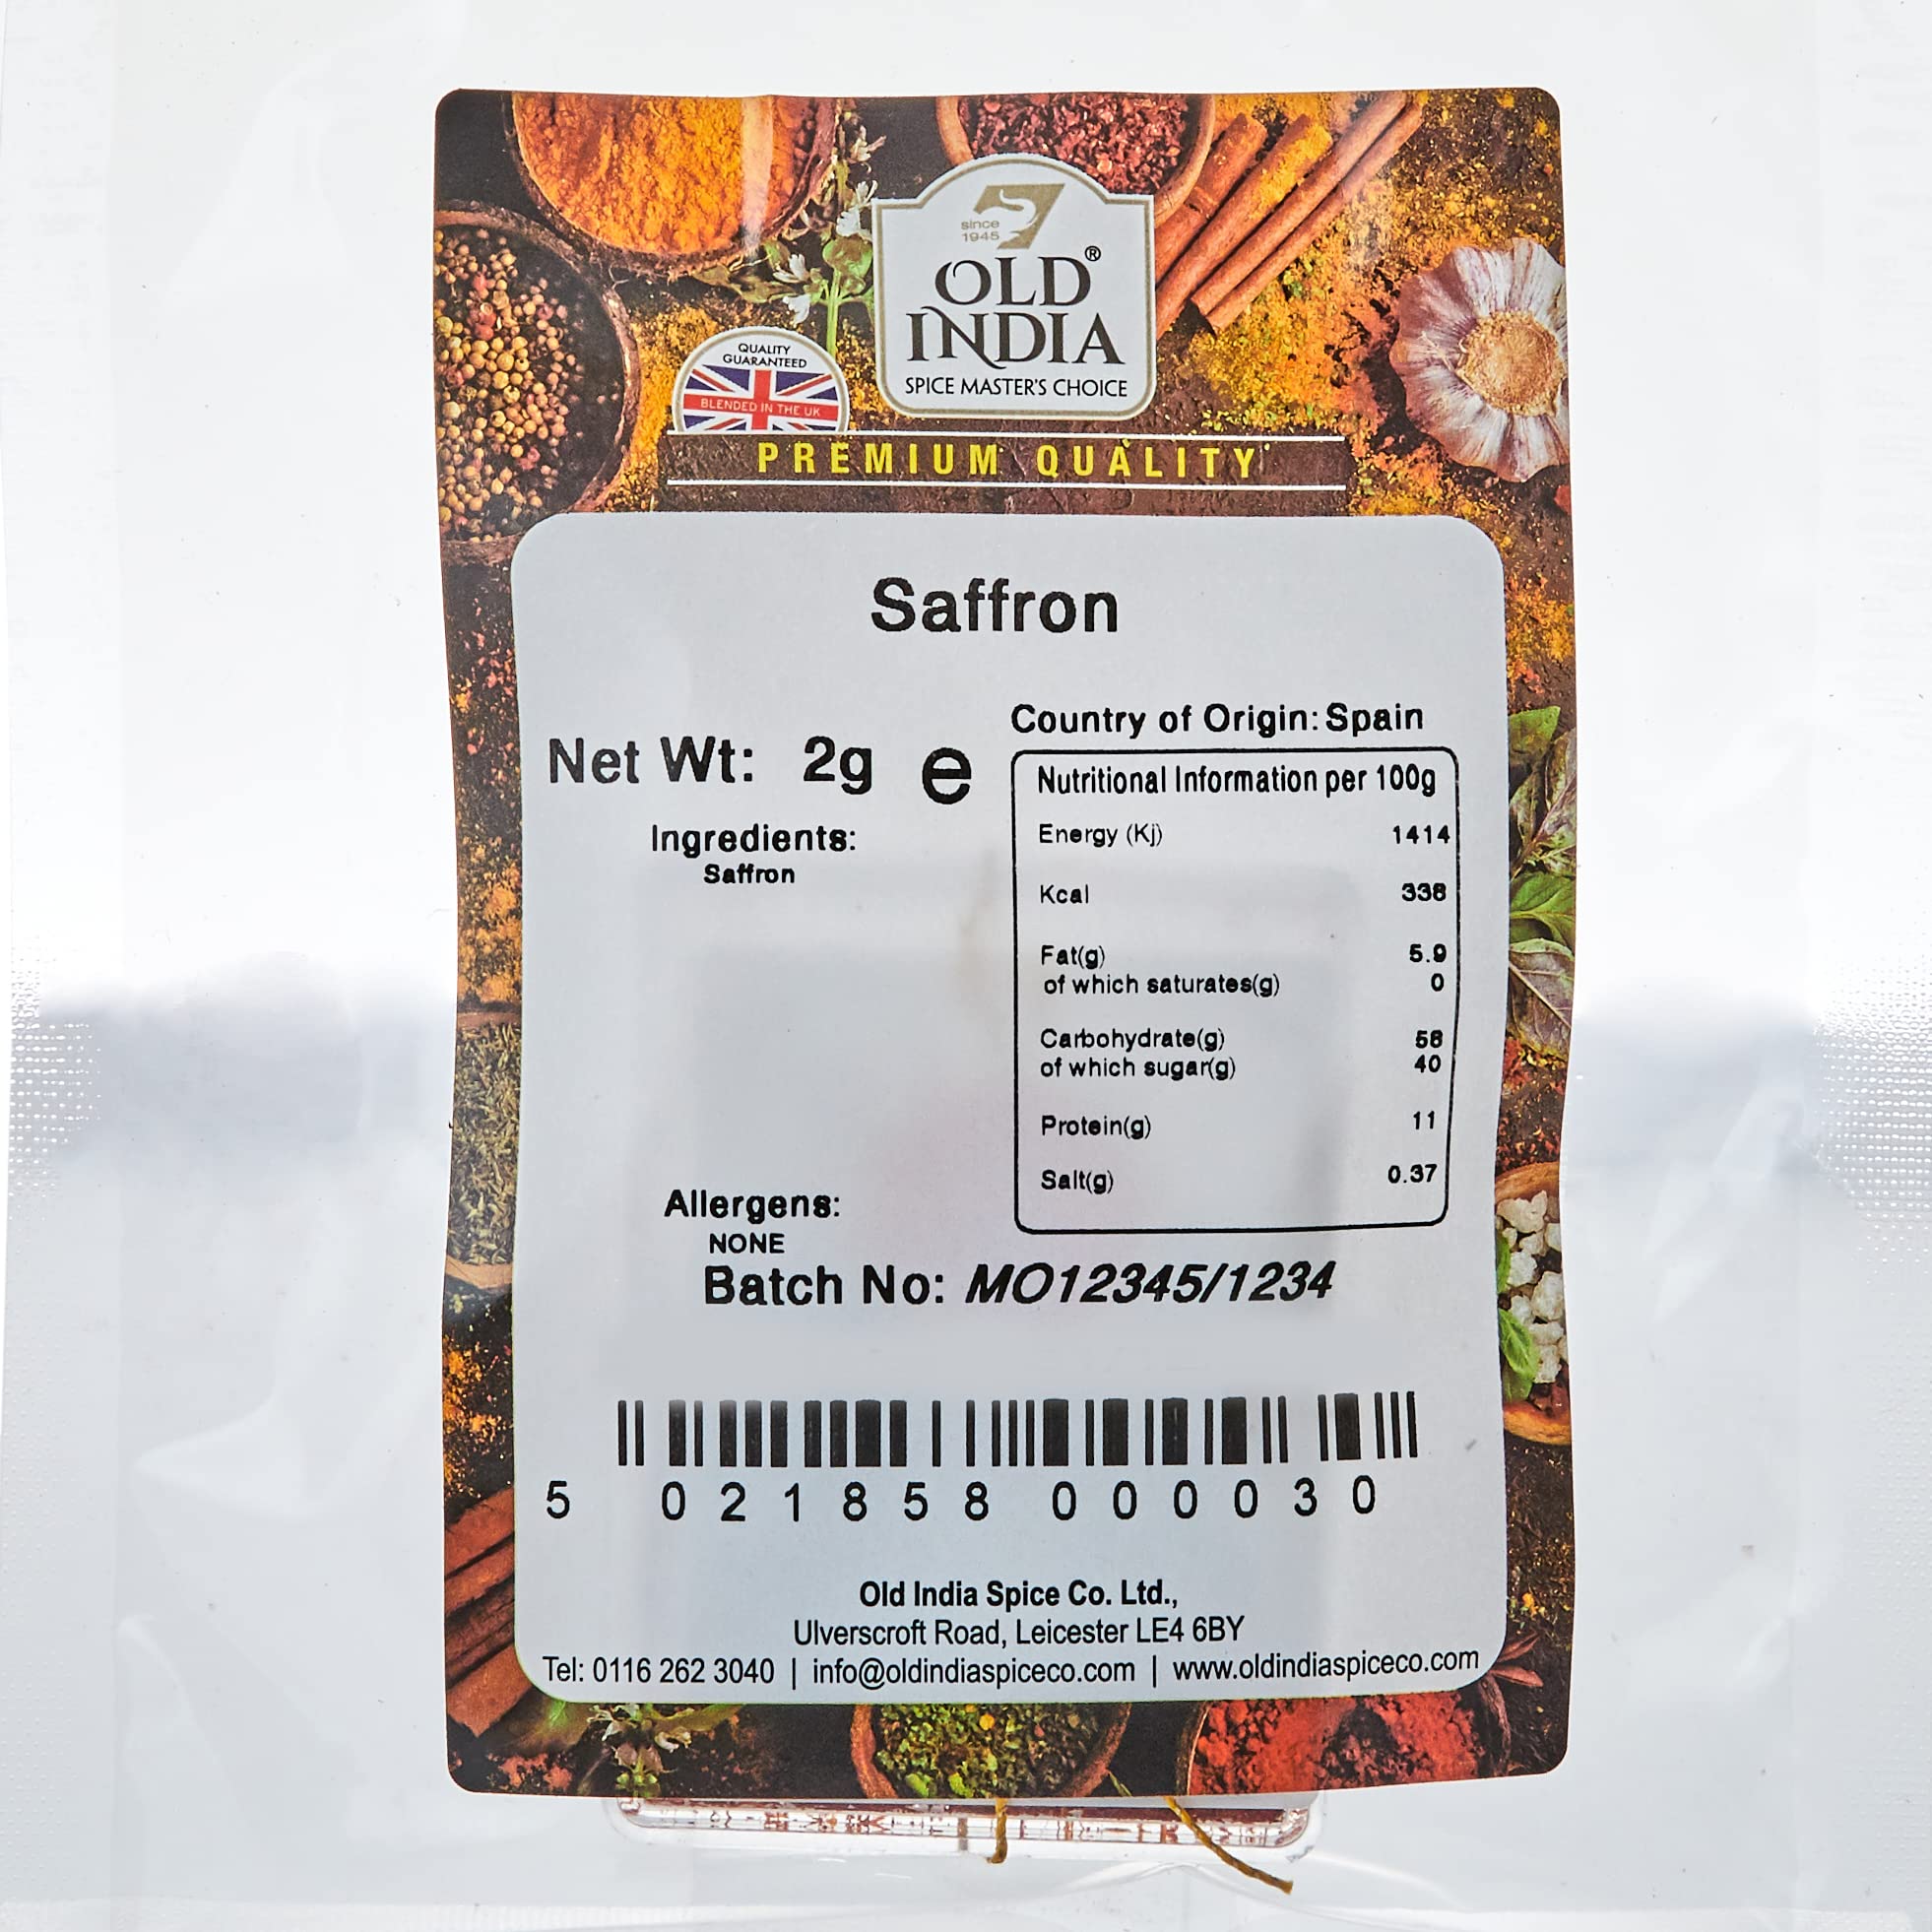 since
1945
OLD®
INDIA
SPICE MASTER'S CHOICE
QUALITY
GUARANTEED
BLENDED IN THE UK
PREMIUM QUALITY
Saffron
Country of Origin: Spain
Net Wt: 2g e
Ingredients:
Saffron
Nutritional Information per 100g
Energy (Kj) 1414
Kcal 338
Fat(g) 5.9
of which saturates(g) 0
Carbohydrate(g) 58
of which sugar(g) 40
Protein(g) 11
Salt(g) 0.37
Allergens:
NONE
Batch No: MO12345/1234
5 021858 000030
Old India Spice Co. Ltd.,
Ulverscroft Road, Leicester LE4 6BY
Tel: 0116 262 3040 | info@oldindiaspiceco.com | www.oldindiaspiceco.com